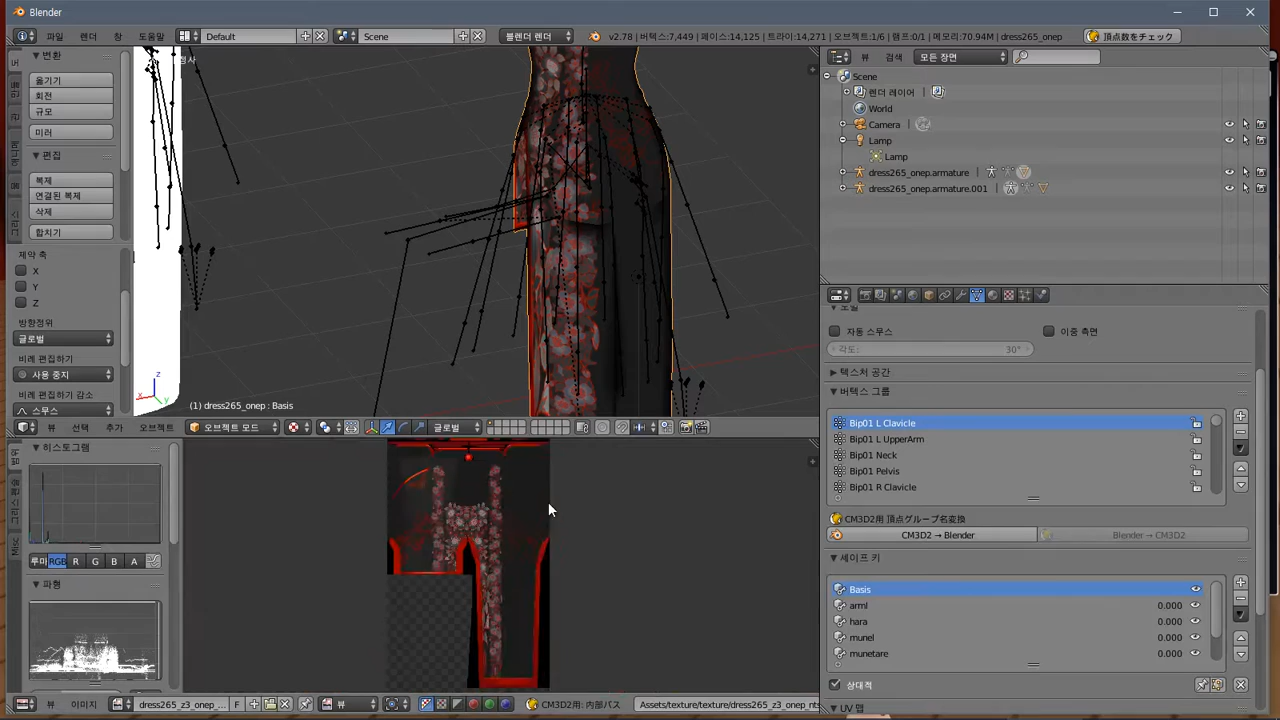 Blender
파일 렌더 창 도움말 Default Scene 블렌더 렌더 v2.78 | 버텍스:7,449 | 페이스:14,125 | 트라이:14,271 | 오브젝트:1/6 | 램프:0/1 | 메모리:70.94M | dress265_onep 頂点数をチェック
변환
옮기기
회전
규모
미러
편집
복제
연결된 복제
삭제
합치기
제약 축
X
Y
Z
방향정위
글로벌
비례 편집하기
사용 중지
비례 편집하기 감소
스무스
z
x
y
(1) dress265_onep : Basis
뷰 선택 추가 오브젝트 오브젝트 모드 글로벌
히스토그램
루마 RGB R G B A
파형
Misc
뷰 이미지 dress265_z3_onep_... F 뷰 CM3D2用: 内部パス Assets/texture/texture/dress265_z3_onep_nts
뷰 검색 모든 장면
Scene
렌더 레이어
World
Camera
Lamp
Lamp
dress265_onep.armature
dress265_onep.armature.001
자동 스무스 이중 측면
각도: 30°
텍스처 공간
버텍스 그룹
Bip01 L Clavicle
Bip01 L UpperArm
Bip01 Neck
Bip01 Pelvis
Bip01 R Clavicle
CM3D2用 頂点グループ名変換
CM3D2 → Blender Blender → CM3D2
셰이프 키
Basis
arml 0.000
hara 0.000
munel 0.000
munetare 0.000
상대적
UV 맵